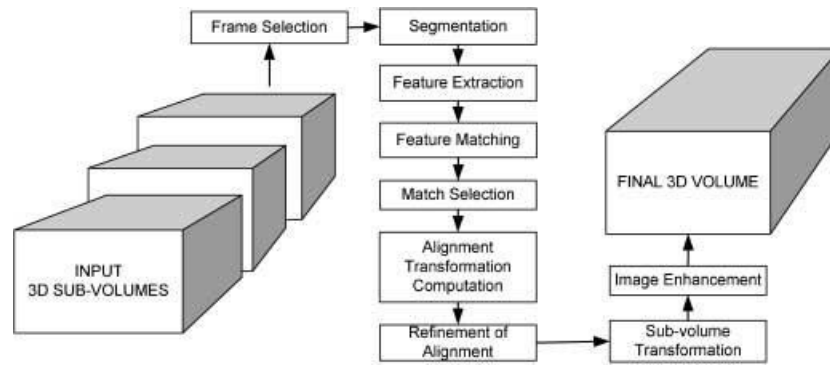 Frame Selection
Segmentation
Feature Extraction
Feature Matching
Match Selection
Alignment
Transformation
Computation
Refinement of
Alignment
INPUT
3D SUB-VOLUMES
Sub-volume
Transformation
Image Enhancement
FINAL 3D VOLUME